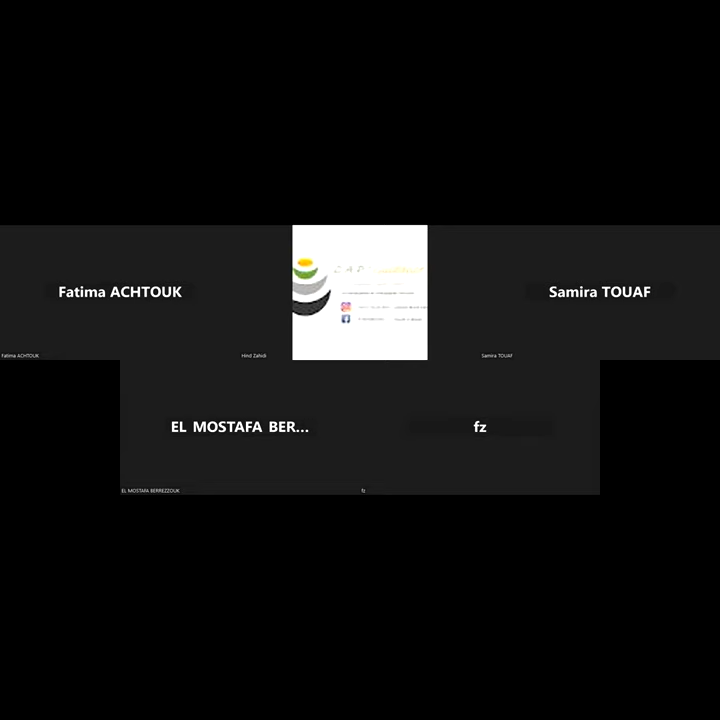 Fatima ACHTOUK
Samira TOUAF
Fatima ACHTOUK
Hind Zahidi
Samira TOUAF
EL MOSTAFA BER...
fz
EL MOSTAFA BERREZZOUK
fz